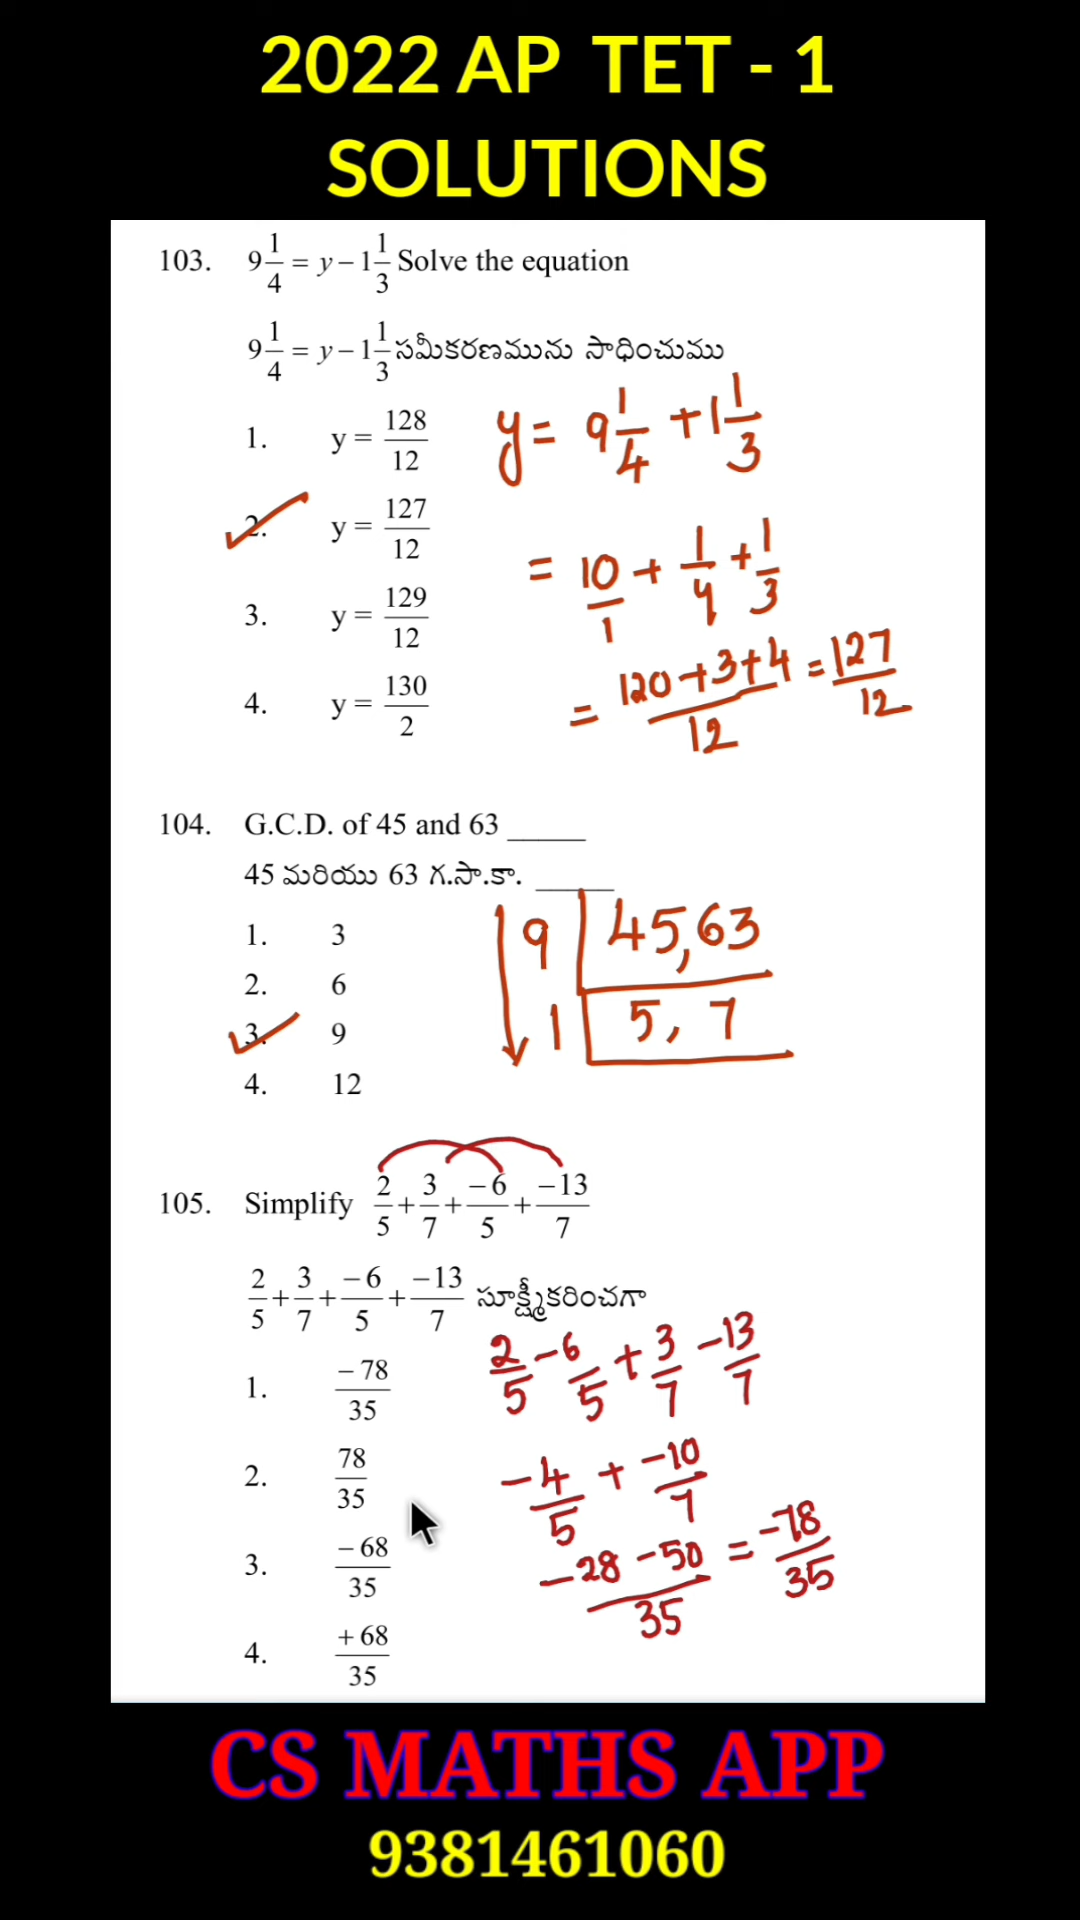 2022 AP TET - 1
SOLUTIONS
103. 9 1/4 = y – 1 1/3 Solve the equation
9 1/4 = y – 1 1/3 సమీకరణమును సాధించుము
1. y = 128/12
2. y = 127/12
3. y = 129/12
4. y = 130/2
y = 9 1/4 + 1 1/3
= 10/1 + 1/4 + 1/3
= 120+3+4/12 = 127/12
104. G.C.D. of 45 and 63 _____
45 మరియు 63 గ.సా.కా. _____
1. 3
2. 6
3. 9
4. 12
9 45, 63
1 5, 7
105. Simplify 2/5 + 3/7 + –6/5 + –13/7
2/5 + 3/7 + –6/5 + –13/7 సూక్ష్మీకరించగా
1. –78/35
2. 78/35
3. –68/35
4. +68/35
2/5 – 6/5 + 3/7 – 13/7
–4/5 + –10/7
–28 –50/35 = –78/35
CS MATHS APP
9381461060